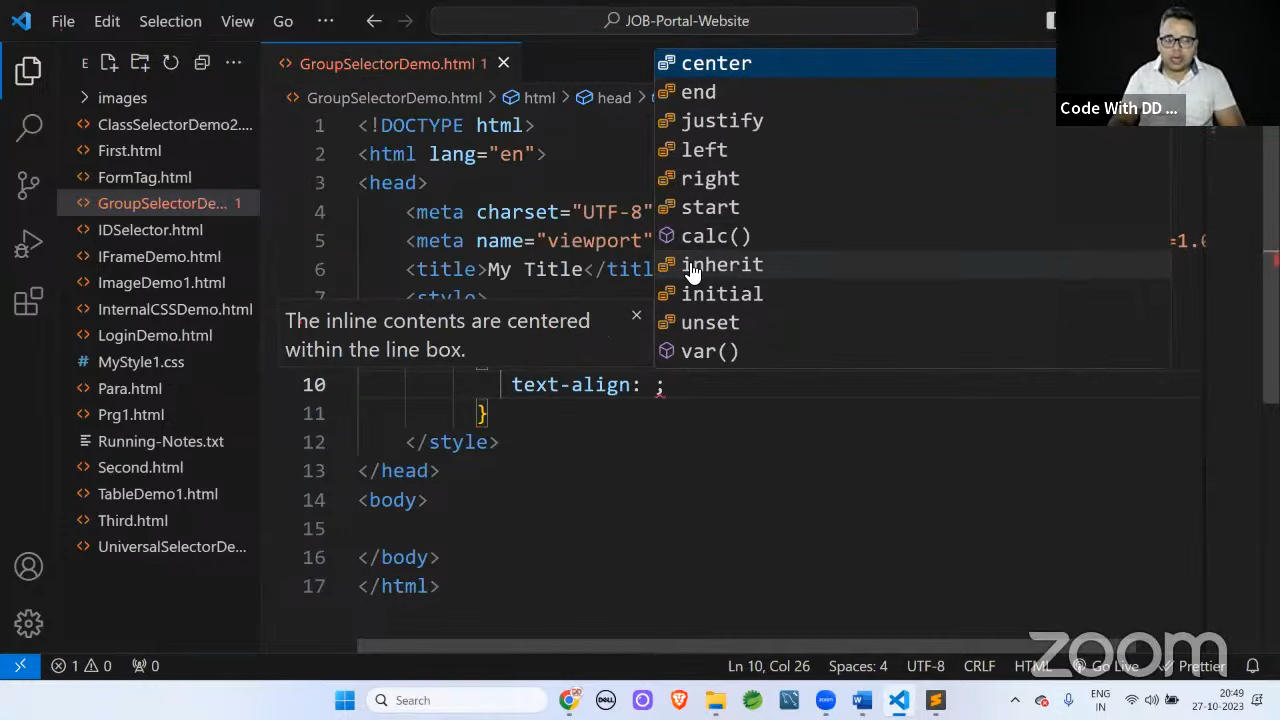 File Edit Selection View Go ··· JOB-Portal-Website
E
GroupSelectorDemo.html 1
GroupSelectorDemo.html > html > head >
images
ClassSelectorDemo2....
First.html
FormTag.html
GroupSelectorDe... 1
IDSelector.html
IFrameDemo.html
ImageDemo1.html
InternalCSSDemo.html
LoginDemo.html
MyStyle1.css
Para.html
Prg1.html
Running-Notes.txt
Second.html
TableDemo1.html
Third.html
UniversalSelectorDe...
1 <!DOCTYPE html>
2 <html lang="en">
3 <head>
4 <meta charset="UTF-8"
5 <meta name="viewport" =1.0
6 <title>My Title</titl
7 <style>
The inline contents are centered
within the line box.
10 text-align: ;
11 }
12 </style>
13 </head>
14 <body>
15
16 </body>
17 </html>
center
end
justify
left
right
start
calc()
inherit
initial
unset
var()
Code With DD ...
zoom
1 0 0 Ln 10, Col 26 Spaces: 4 UTF-8 CRLF HTML Go Live Prettier
Search
DELL
zoom
ENG
IN
20:49
27-10-2023